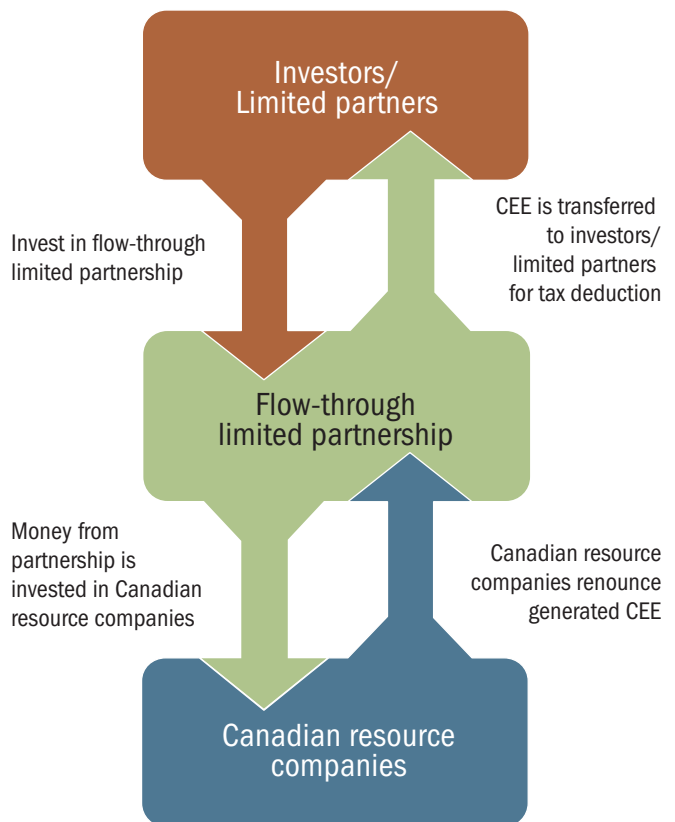 Investors/
Limited partners
Invest in flow-through
limited partnership
CEE is transferred
to investors/
limited partners
for tax deduction
Flow-through
limited partnership
Money from
partnership is
invested in Canadian
resource companies
Canadian resource
companies renounce
generated CEE
Canadian resource
companies